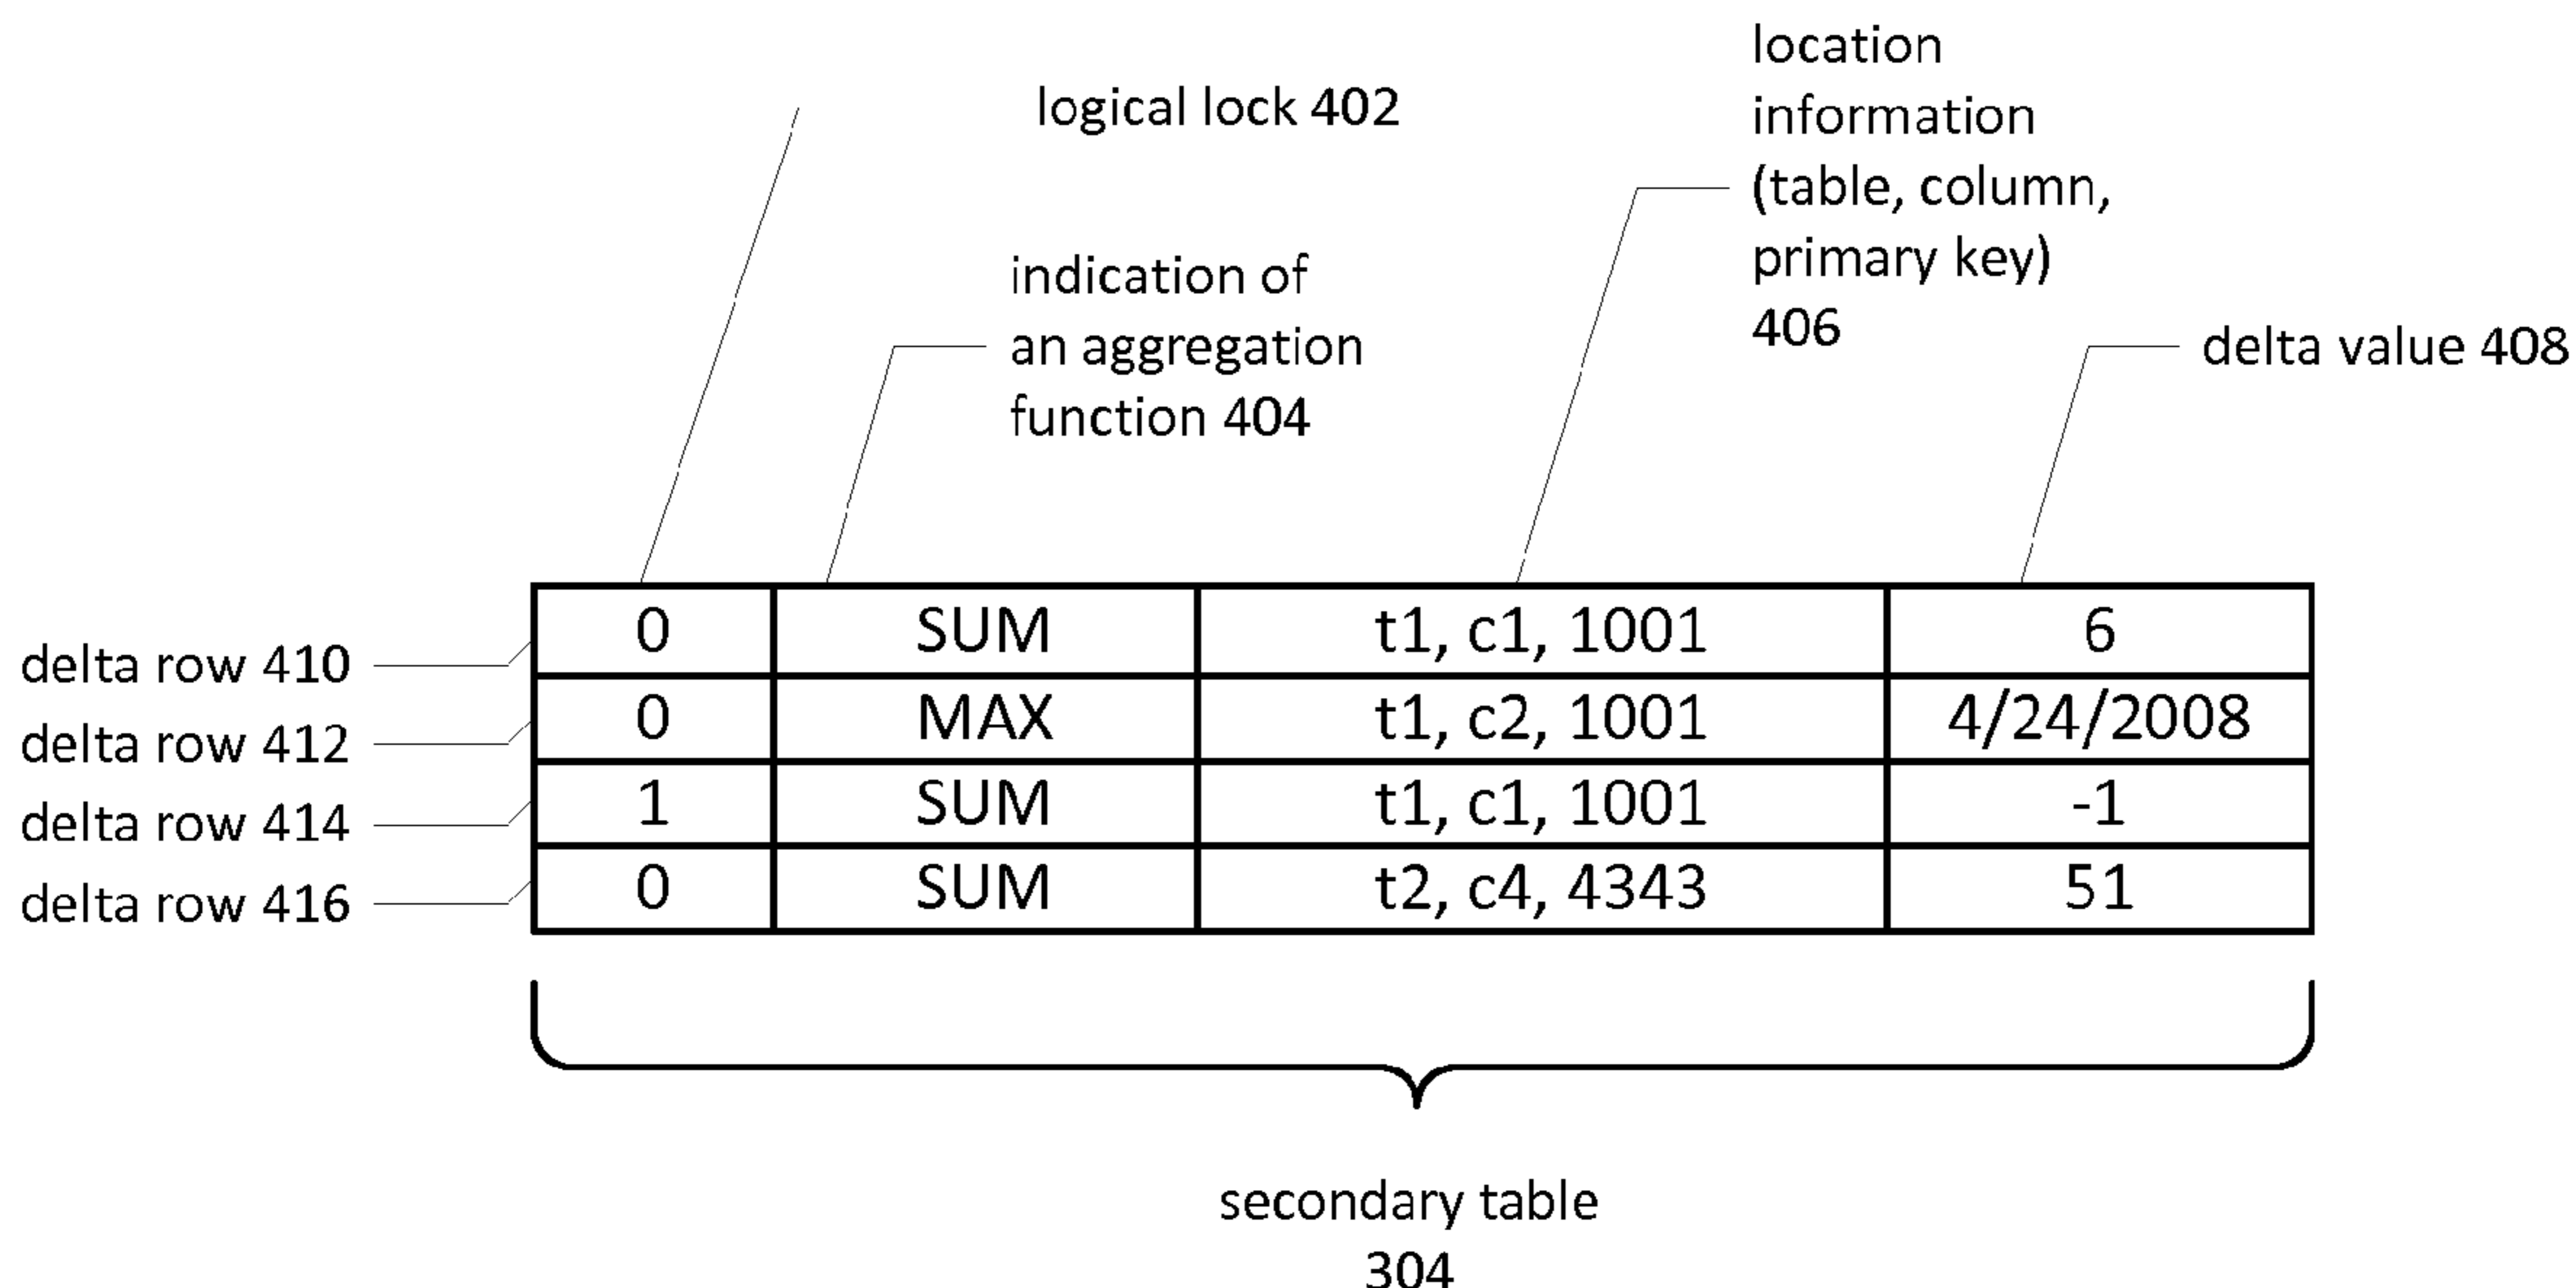 logical lock 402
indication of
an aggregation
function 404
location
information
(table, column,
primary key)
406
delta value 408
delta row 410
0 SUM t1, c1, 1001 6
delta row 412
0 MAX t1, c2, 1001 4/24/2008
delta row 414
1 SUM t1, c1, 1001 -1
delta row 416
0 SUM t2, c4, 4343 51
secondary table
304